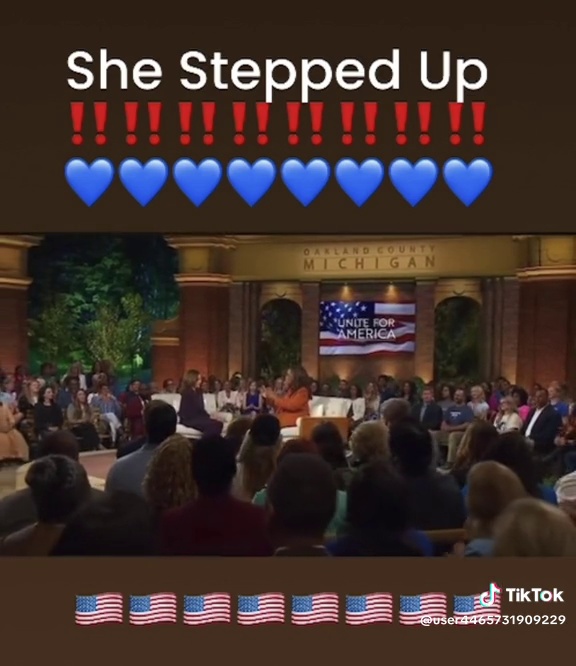 She Stepped Up
‼️‼️‼️‼️‼️‼️‼️‼️
💙💙💙💙💙💙💙💙
OAKLAND COUNTY
MICHIGAN
UNITE FOR
AMERICA
🇺🇸🇺🇸🇺🇸🇺🇸🇺🇸🇺🇸🇺🇸🇺🇸
TikTok
@user4465731909229